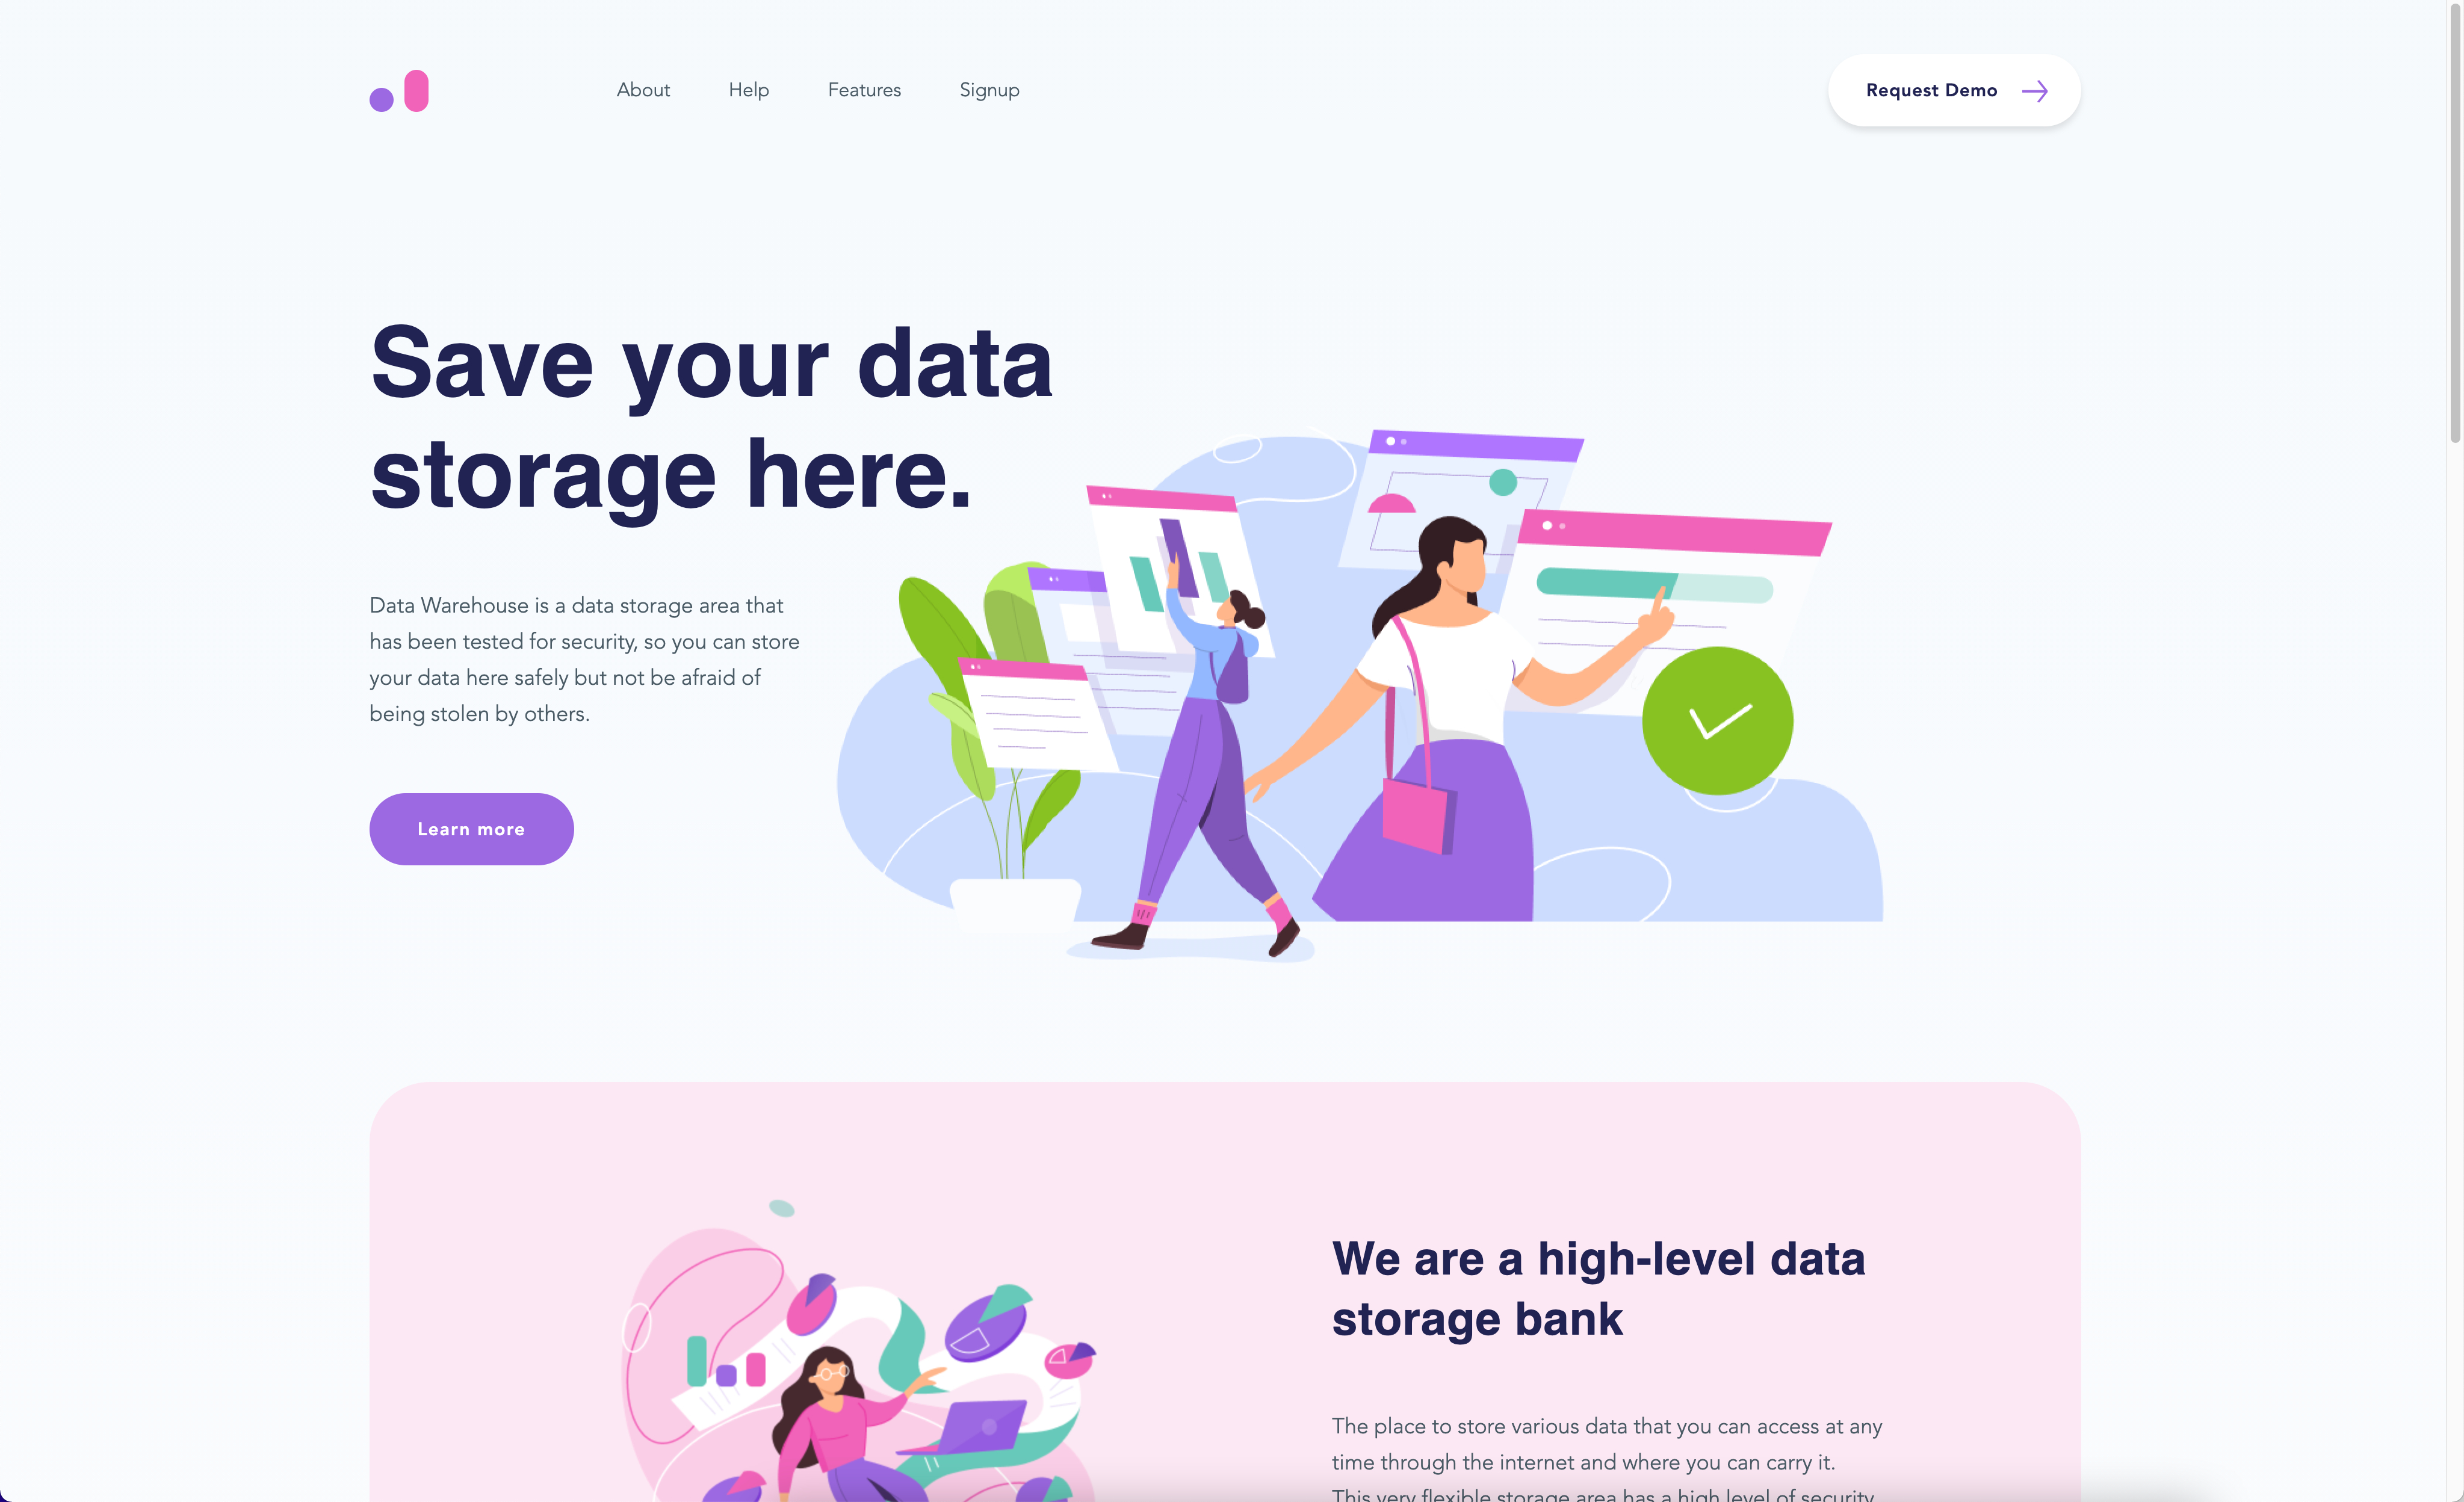 About
Help
Features
Signup
Request Demo
Save your data
storage here.
Data Warehouse is a data storage area that
has been tested for security, so you can store
your data here safely but not be afraid of
being stolen by others.
Learn more
We are a high-level data
storage bank
The place to store various data that you can access at any
time through the internet and where you can carry it.
This very flexible storage area has a high level of security.